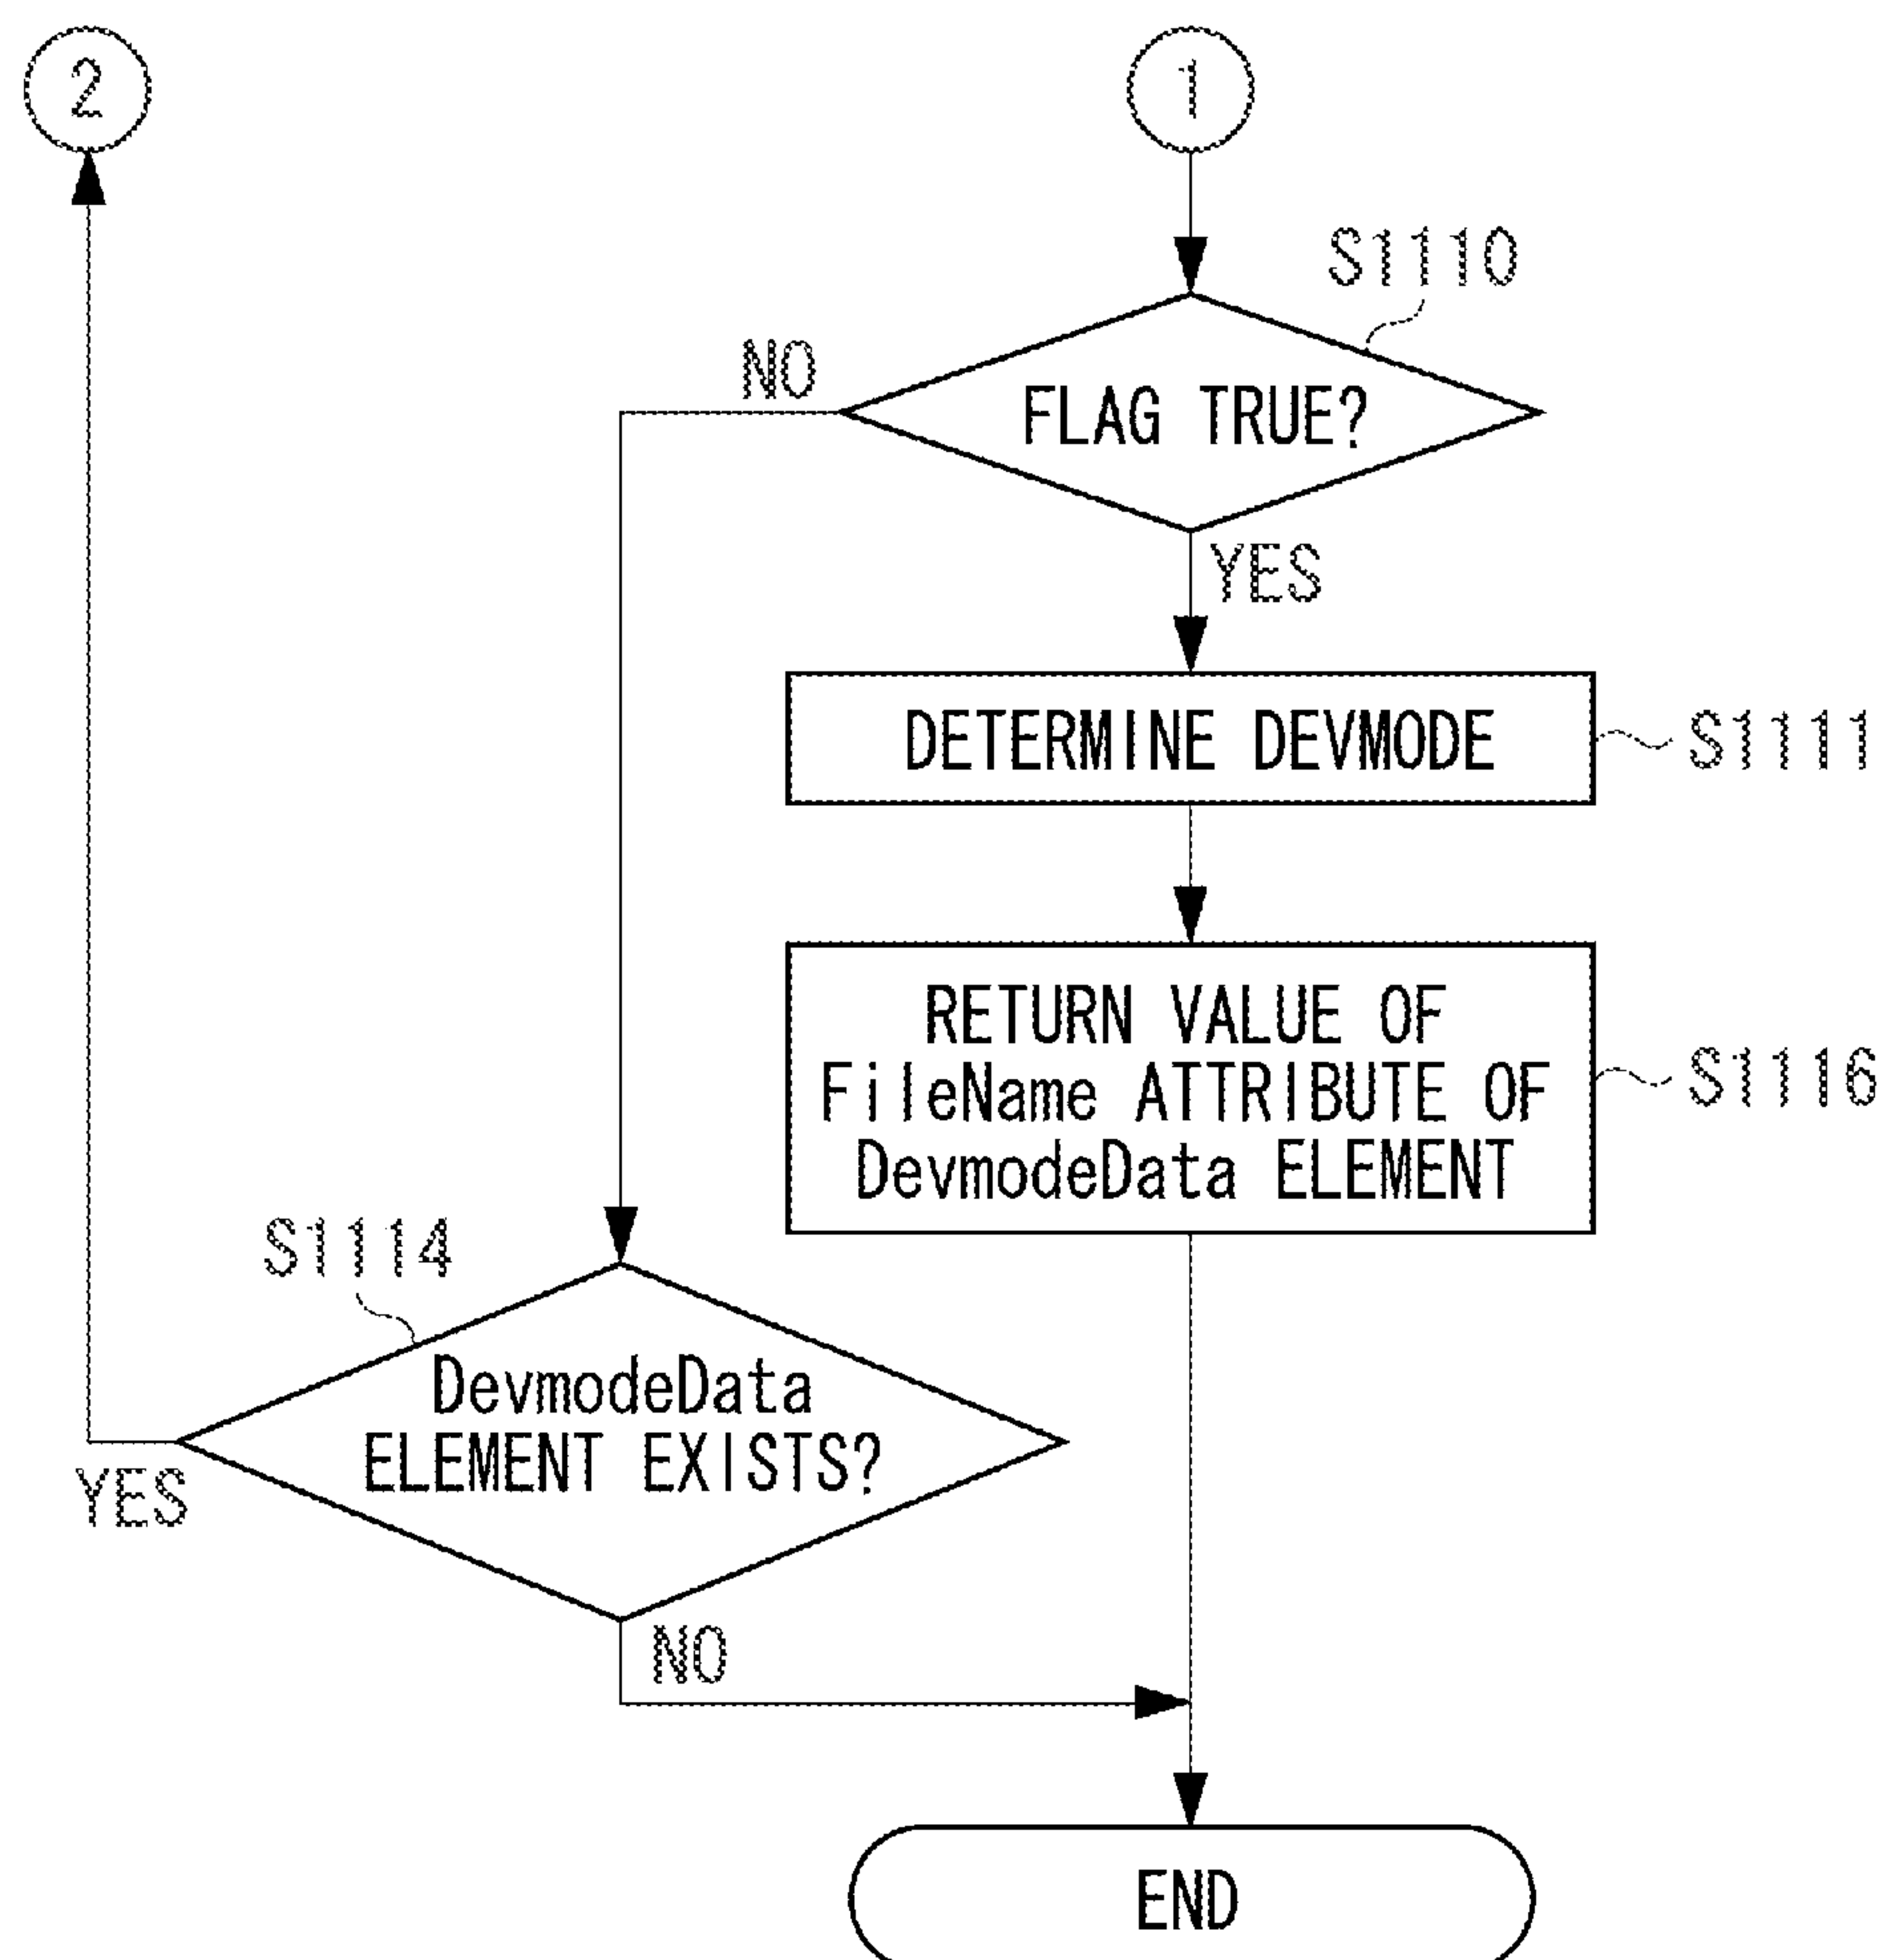 2
1
S1110
NO
FLAG TRUE?
YES
DETERMINE DEVMODE
S1111
RETURN VALUE OF
FileName ATTRIBUTE OF
DevmodeData ELEMENT
S1116
S1114
DevmodeData
ELEMENT EXISTS?
YES
NO
END